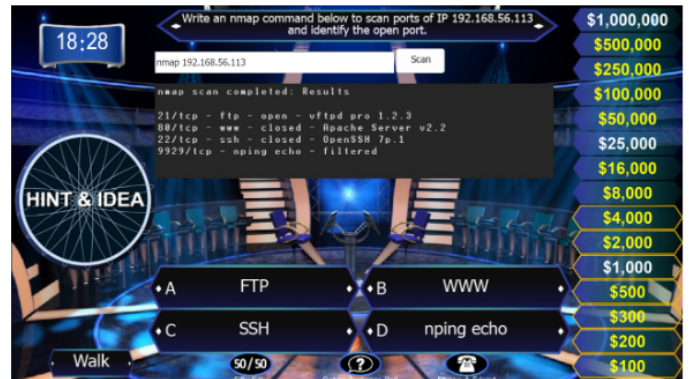 18:28
Write an nmap command below to scan ports of IP 192.168.56.113
and identify the open port.
nmap 192.168.56.113
Scan
nmap scan completed: Results
21/tcp - ftp - open - vftpd pro 1.2.3
80/tcp - www - closed - Apache Server v2.2
22/tcp - ssh - closed - OpenSSH 7p.1
9929/tcp - nping echo - filtered
HINT & IDEA
A FTP
B WWW
C SSH
D nping echo
Walk
50/50
?
$1,000,000
$500,000
$250,000
$100,000
$50,000
$25,000
$16,000
$8,000
$4,000
$2,000
$1,000
$500
$300
$200
$100